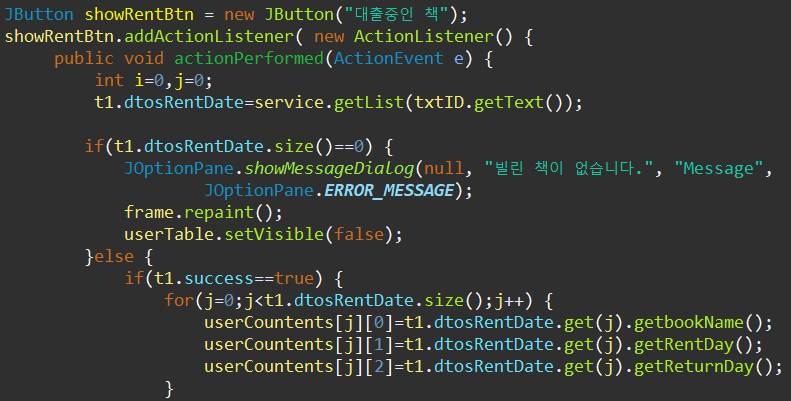 JButton showRentBtn = new JButton("대출중인 책");
showRentBtn.addActionListener( new ActionListener() {
public void actionPerformed(ActionEvent e) {
int i=0,j=0;
t1.dtosRentDate=service.getList(txtID.getText());
if(t1.dtosRentDate.size()==0) {
JOptionPane.showMessageDialog(null, "빌린 책이 없습니다.", "Message",
JOptionPane.ERROR_MESSAGE);
frame.repaint();
userTable.setVisible(false);
}else {
if(t1.success==true) {
for(j=0;j<t1.dtosRentDate.size();j++) {
userCountents[j][0]=t1.dtosRentDate.get(j).getbookName();
userCountents[j][1]=t1.dtosRentDate.get(j).getRentDay();
userCountents[j][2]=t1.dtosRentDate.get(j).getReturnDay();
}